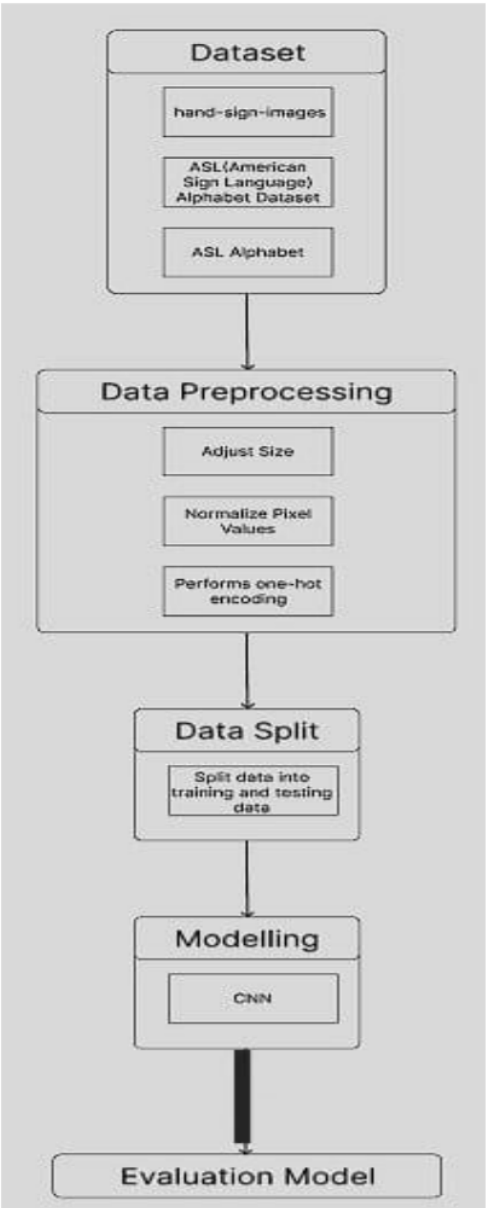 Dataset
hand-sign-images
ASL(American
Sign Language)
Alphabet Dataset
ASL Alphabet
Data Preprocessing
Adjust Size
Normalize Pixel
Values
Performs one-hot
encoding
Data Split
Split data into
training and testing
data
Modelling
CNN
Evaluation Model